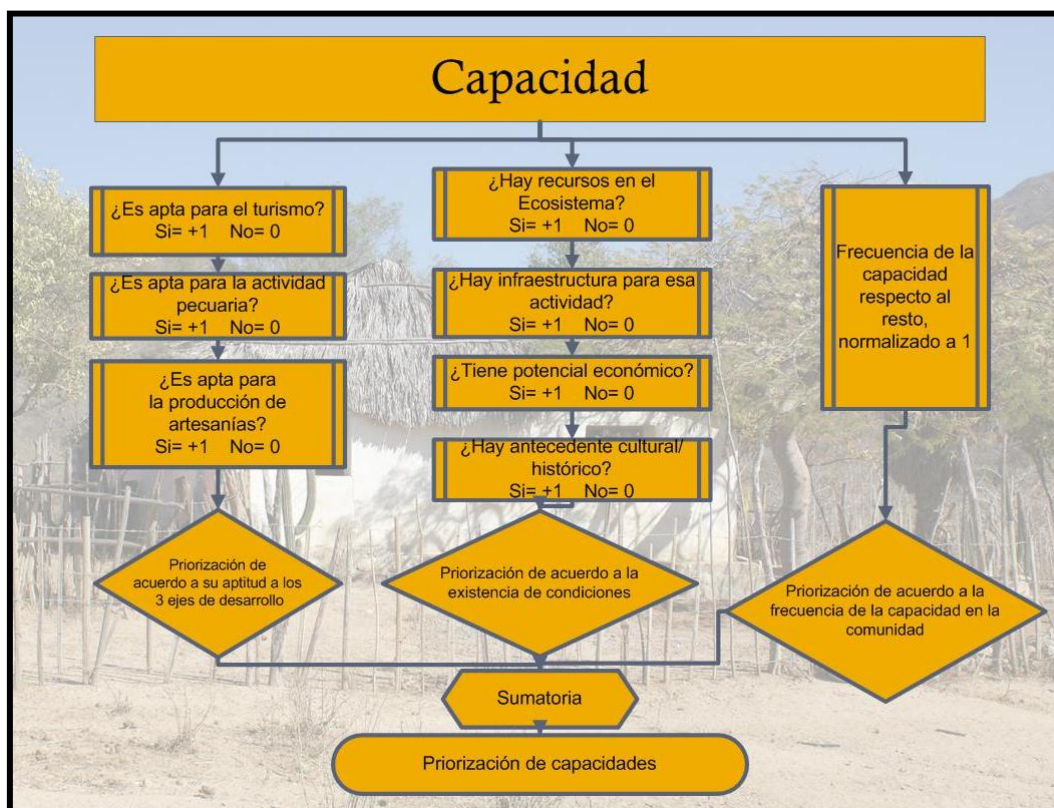 Capacidad
¿Es apta para el turismo?
Si= +1 No= 0
¿Es apta para la actividad
pecuaria?
Si= +1 No= 0
¿Es apta para
la producción de
artesanías?
Si= +1 No= 0
Priorización de
acuerdo a su aptitud a los
3 ejes de desarrollo
¿Hay recursos en el
Ecosistema?
Si= +1 No= 0
¿Hay infraestructura para esa
actividad?
Si= +1 No= 0
¿Tiene potencial económico?
Si= +1 No= 0
¿Hay antecedente cultural/
histórico?
Si= +1 No= 0
Priorización de acuerdo a la
existencia de condiciones
Frecuencia de la
capacidad
respecto al
resto,
normalizado a 1
Priorización de acuerdo a la
frecuencia de la capacidad en la
comunidad
Sumatoria
Priorización de capacidades